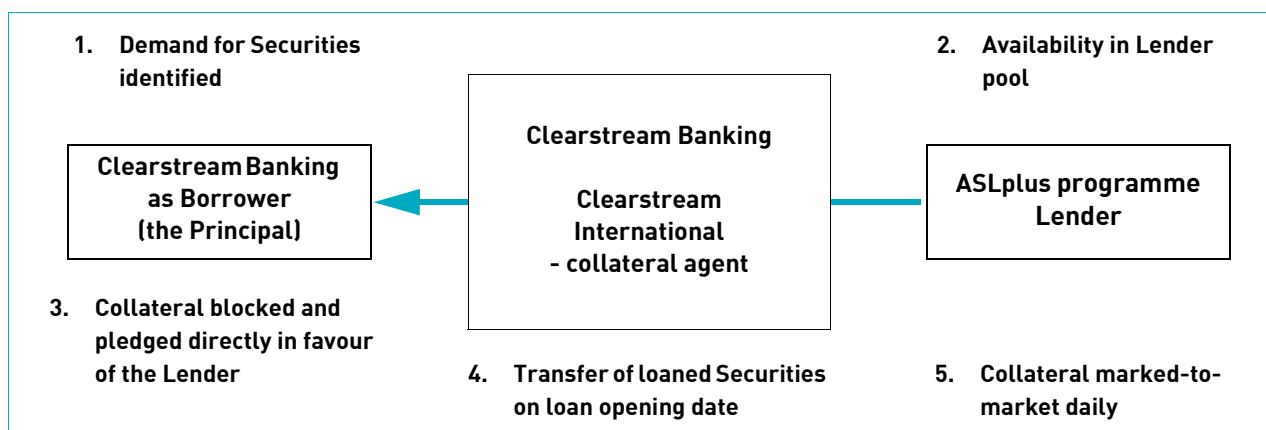 1. Demand for Securities
identified
2. Availability in Lender
pool
Clearstream Banking
as Borrower
(the Principal)
Clearstream Banking
Clearstream
International
- collateral agent
ASLplus programme
Lender
3. Collateral blocked and
pledged directly in favour
of the Lender
4. Transfer of loaned Securities
on loan opening date
5. Collateral marked-to-
market daily